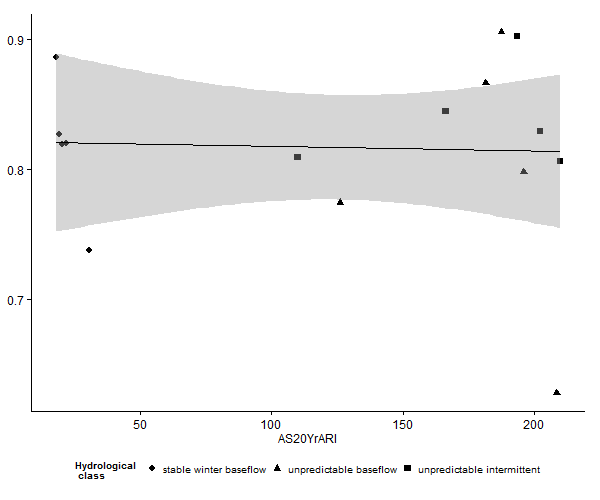 0.9
0.8
0.7
50 100 150 200
AS20YrARI
Hydrological
class
stable winter baseflow unpredictable baseflow unpredictable intermittent